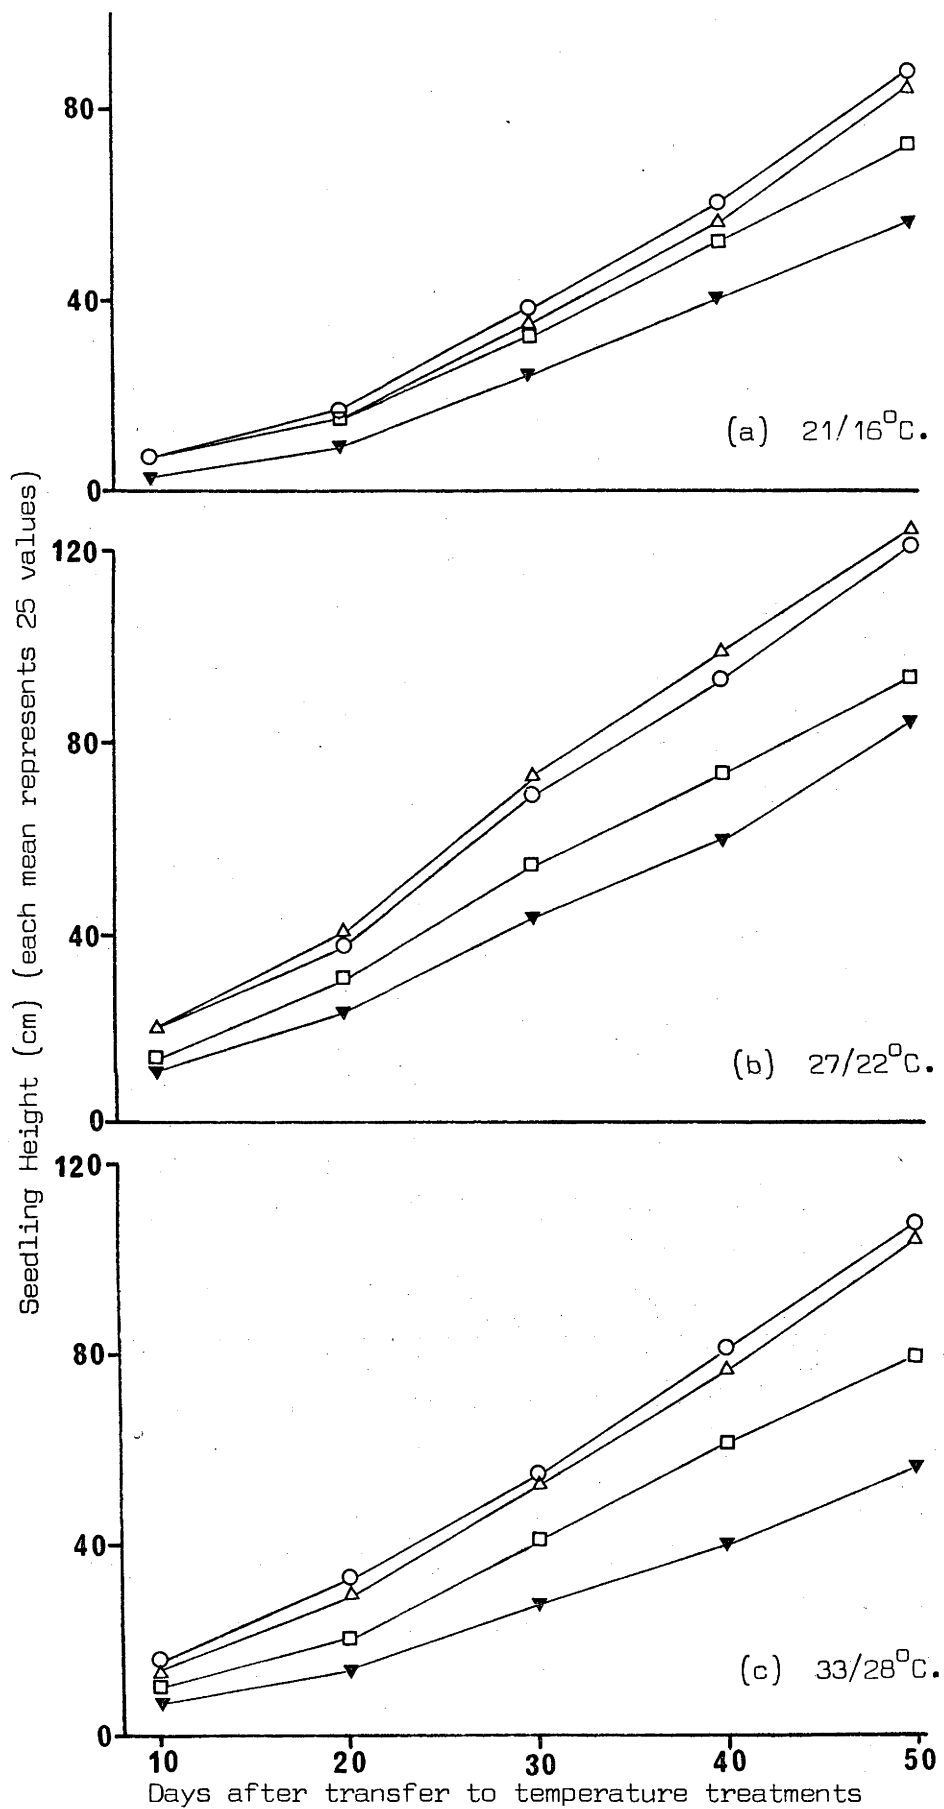 80
40
0
(a) 21/16°C.
120
80
40
0
(b) 27/22°C.
120
80
40
0
(c) 33/28°C.
10 20 30 40 50
Days after transfer to temperature treatments
Seedling Height (cm) (each mean represents 25 values)